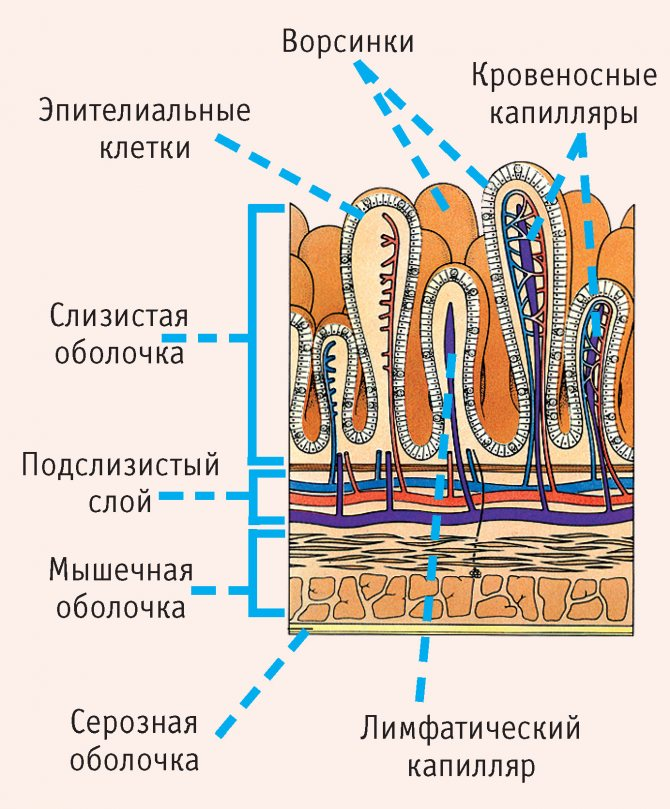 Ворсинки
Кровеносные
капилляры
Эпителиальные
клетки
Слизистая
оболочка
Подслизистый
слой
Мышечная
оболочка
Серозная
оболочка
Лимфатический
капилляр